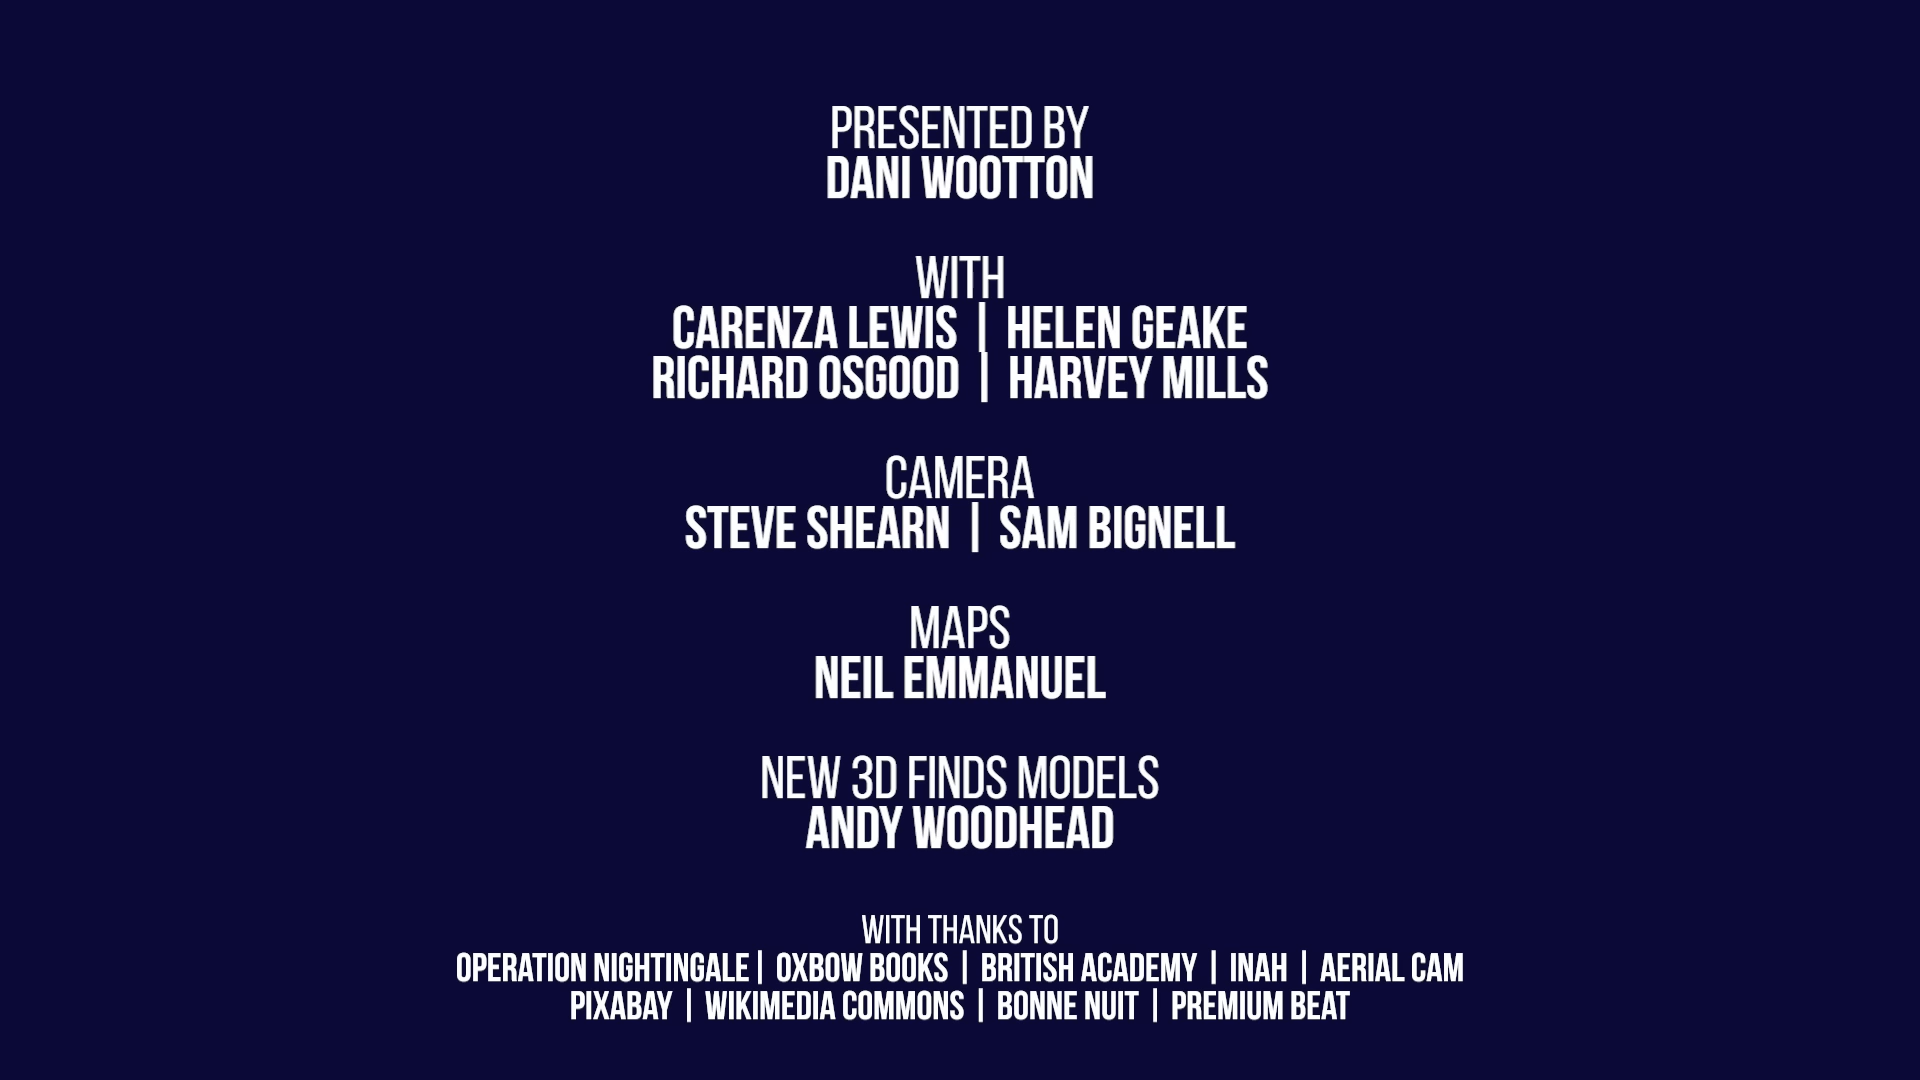 PRESENTED BY
DANI WOOTTON
WITH
CARENZA LEWIS | HELEN GEAKE
RICHARD OSGOOD | HARVEY MILLS
CAMERA
STEVE SHEARN | SAM BIGNELL
MAPS
NEIL EMMANUEL
NEW 3D FINDS MODELS
ANDY WOODHEAD
WITH THANKS TO
OPERATION NIGHTINGALE | OXBOW BOOKS | BRITISH ACADEMY | INAH | AERIAL CAM
PIXABAY | WIKIMEDIA COMMONS | BONNE NUIT | PREMIUM BEAT